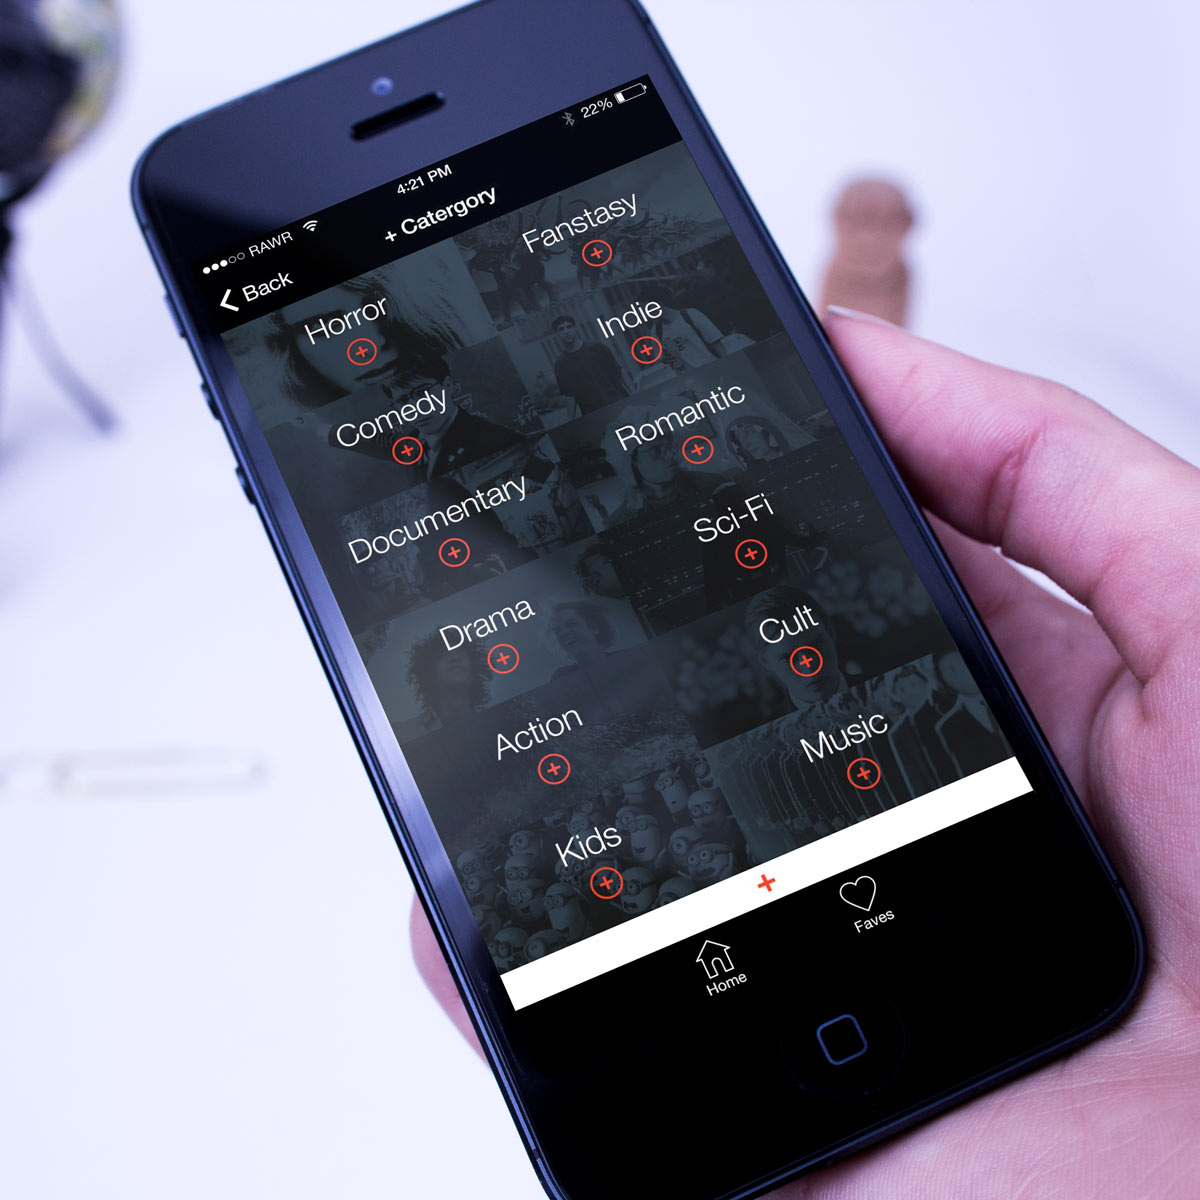 RAWR
4:21 PM
22%
Back
+ Catergory
Horror
Fanstasy
Comedy
Indie
Documentary
Romantic
Drama
Sci-Fi
Action
Cult
Kids
Music
+
Home
Faves